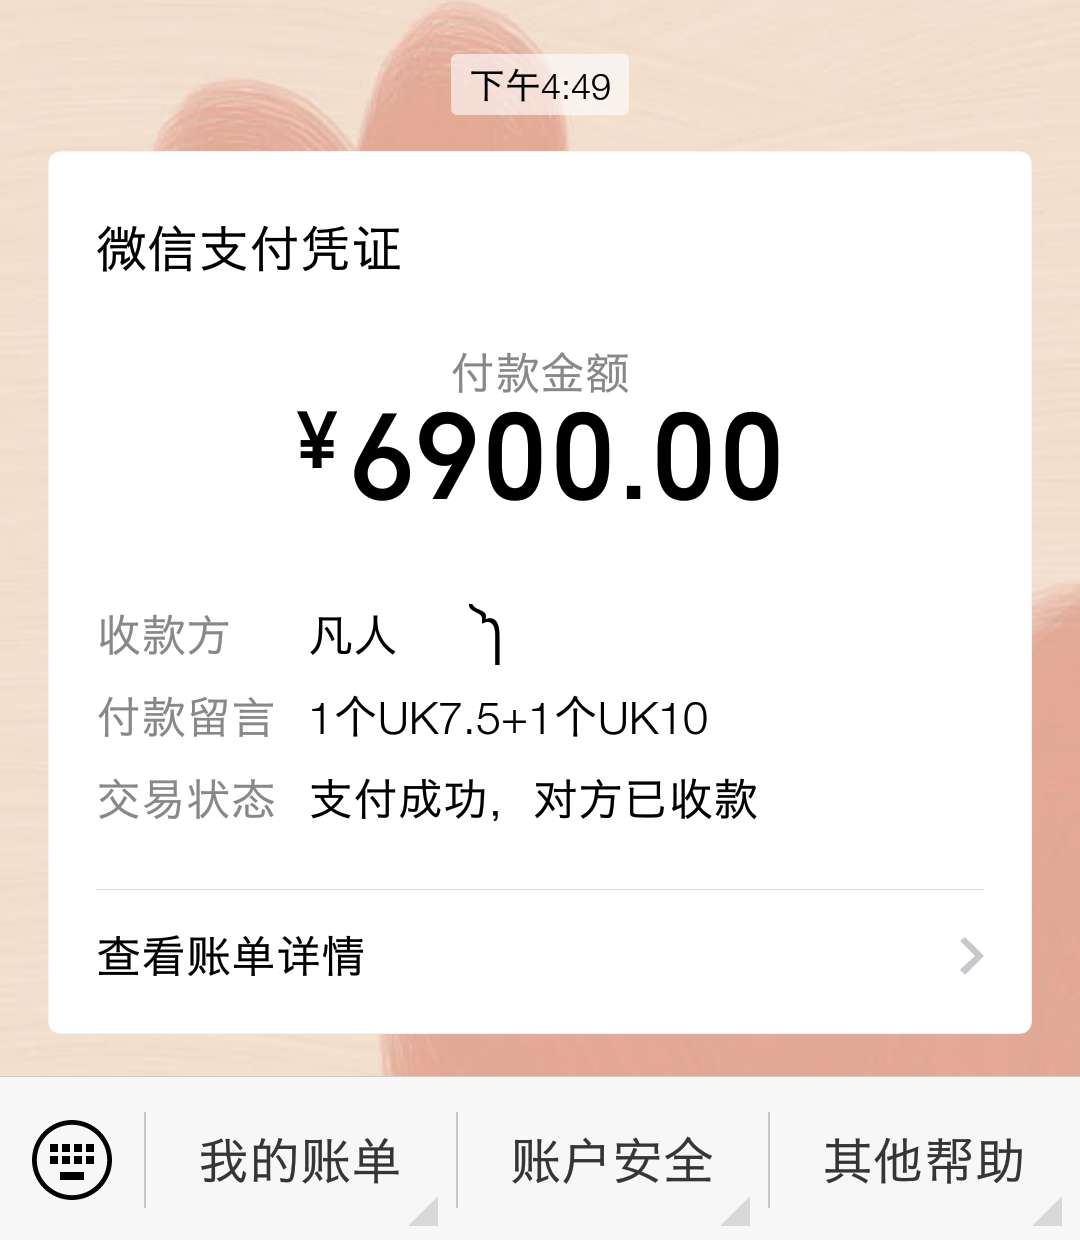 下午4:49
微信支付凭证
付款金额
¥6900.00
收款方 凡人
付款留言 1个UK7.5+1个UK10
交易状态 支付成功，对方已收款
查看账单详情
我的账单 账户安全 其他帮助